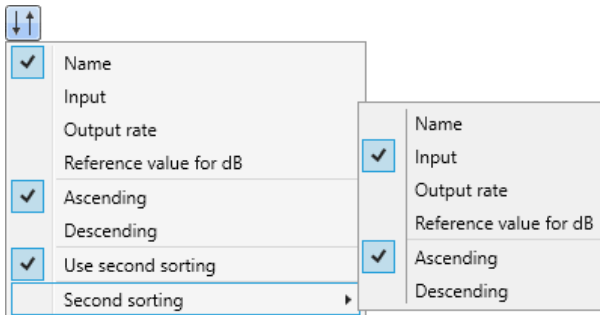 Name
Input
Output rate
Reference value for dB
Ascending
Descending
Use second sorting
Second sorting
Name
Input
Output rate
Reference value for dB
Ascending
Descending